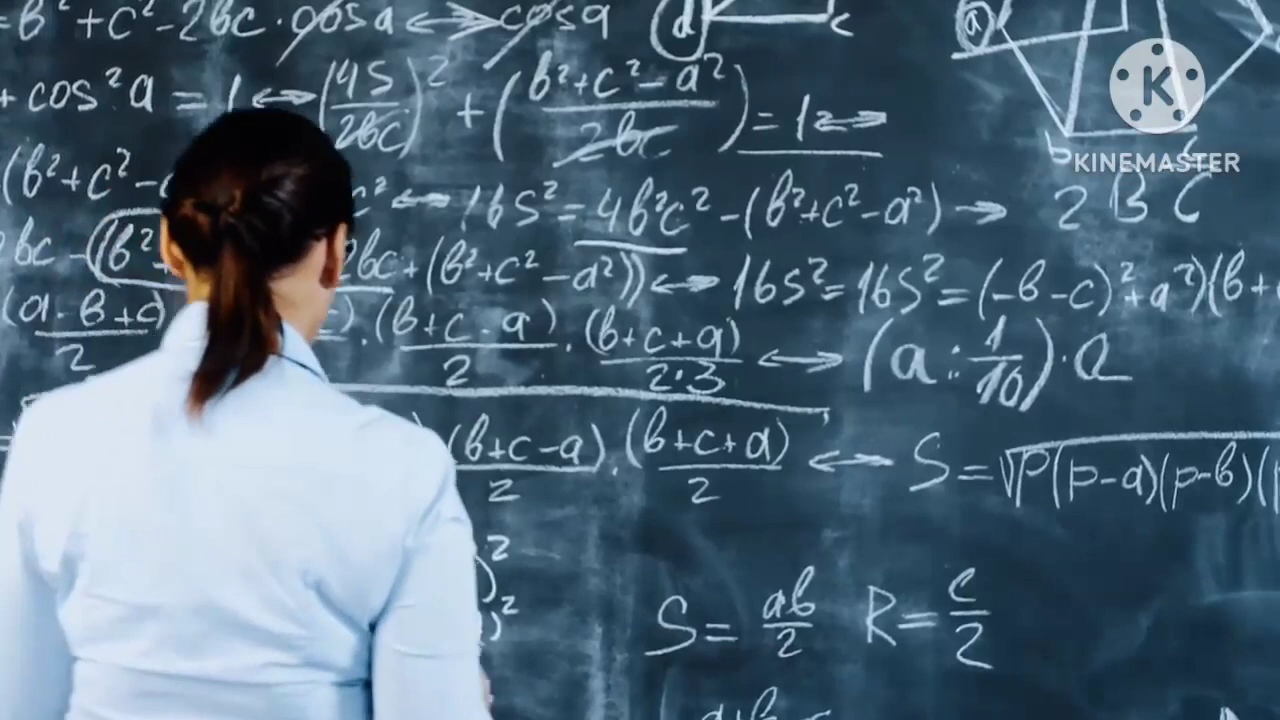 = b² + c² - 2bc · cos a ⟷ cos a
(d)
c
(a)
+ cos² a = 1 ⟷ (4S/2bc)² + (b² + c² - a²/2bc) = 1 ⟷
K
b
KINEMASTER
(b² + c² - c² ⟷ 16S² = 4b²c² - (b² + c² - a²) → 2 B C
2bc - (b² 2bc + (b² + c² - a²)) ⟷ 16S² = 16S² = (-b - c)² + a²)(b +
(a - b + c)/2 · (b + c - a)/2 · (b + c + a)/2·3 ⟷ (a : 1/10) · a
(b + c - a)/2 · (b + c + a)/2 ⟷ S = √p(p-a)(p-b)(p
)²
)²
S = ab/2 R = c/2
a + b - c